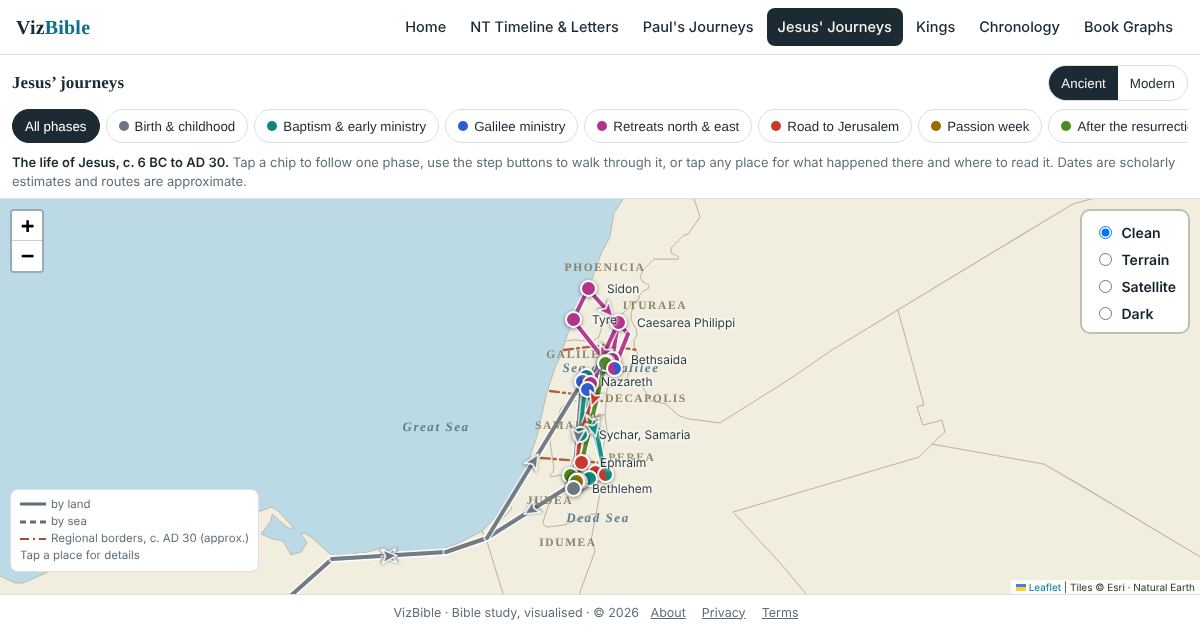 VizBible
Home NT Timeline & Letters Paul's Journeys Jesus' Journeys Kings Chronology Book Graphs
Jesus’ journeys
Ancient Modern
All phases Birth & childhood Baptism & early ministry Galilee ministry Retreats north & east Road to Jerusalem Passion week After the resurrecti
The life of Jesus, c. 6 BC to AD 30. Tap a chip to follow one phase, use the step buttons to walk through it, or tap any place for what happened there and where to read it. Dates are scholarly
estimates and routes are approximate.
+
−
Clean
Terrain
Satellite
Dark
PHOENICIA
Sidon
ITURAEA
Tyre
Caesarea Philippi
GALILE
Bethsaida
Sea of Galilee
Nazareth
DECAPOLIS
Great Sea
SAMA
Sychar, Samaria
PEREA
Ephraim
Bethlehem
JUDEA
Dead Sea
IDUMEA
by land
by sea
Regional borders, c. AD 30 (approx.)
Tap a place for details
Leaflet | Tiles © Esri · Natural Earth
VizBible · Bible study, visualised · © 2026 About Privacy Terms